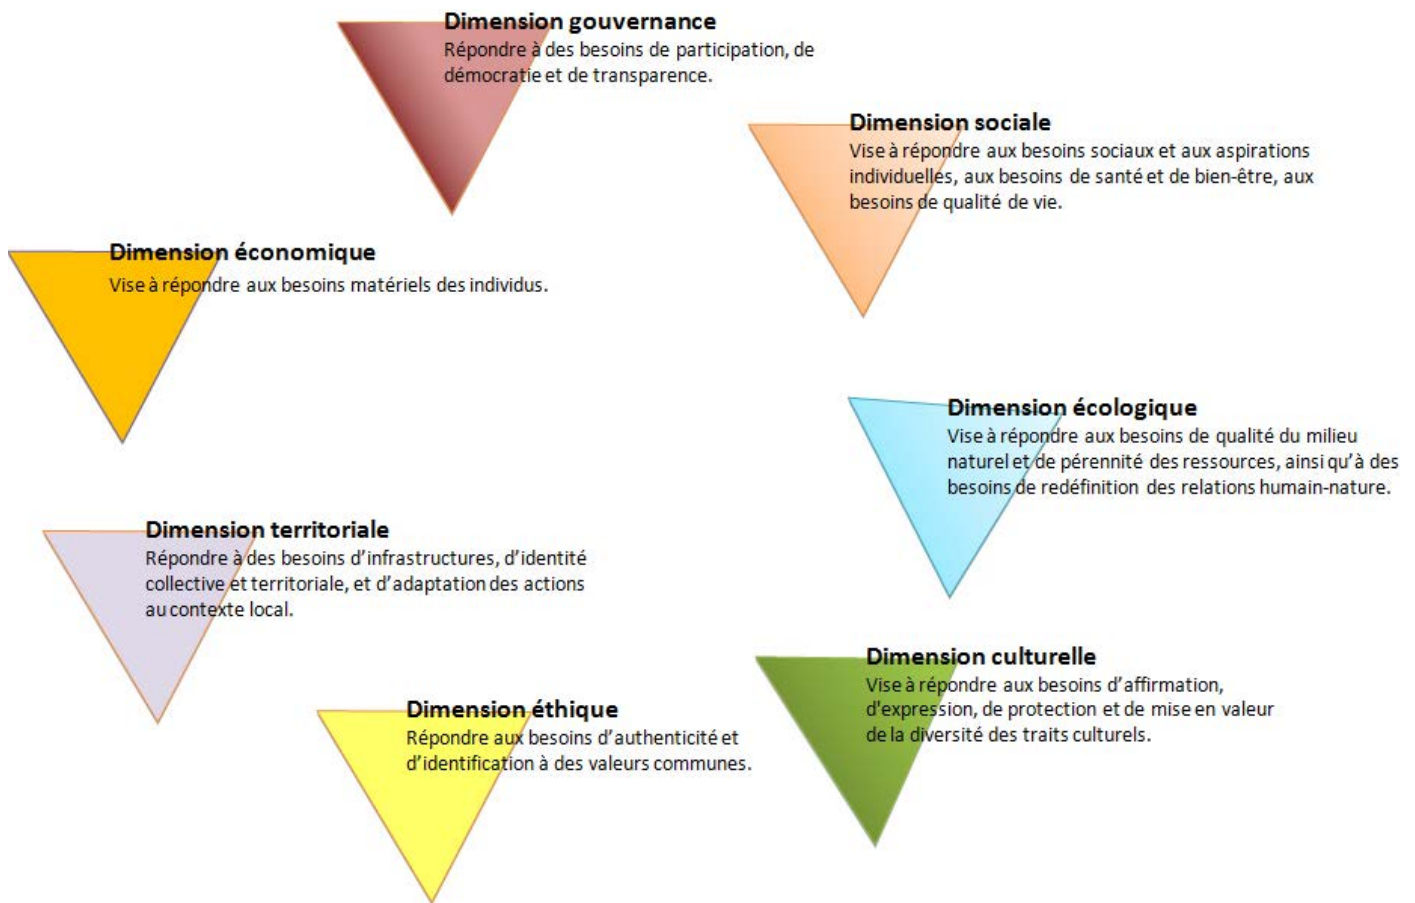 Dimension gouvernance
Répondre à des besoins de participation, de
démocratie et de transparence.
Dimension sociale
Vise à répondre aux besoins sociaux et aux aspirations
individuelles, aux besoins de santé et de bien-être, aux
besoins de qualité de vie.
Dimension économique
Vise à répondre aux besoins matériels des individus.
Dimension écologique
Vise à répondre aux besoins de qualité du milieu
naturel et de pérennité des ressources, ainsi qu’à des
besoins de redéfinition des relations humain-nature.
Dimension territoriale
Répondre à des besoins d’infrastructures, d’identité
collective et territoriale, et d’adaptation des actions
au contexte local.
Dimension culturelle
Vise à répondre aux besoins d’affirmation,
d'expression, de protection et de mise en valeur
de la diversité des traits culturels.
Dimension éthique
Répondre aux besoins d’authenticité et
d’identification à des valeurs communes.